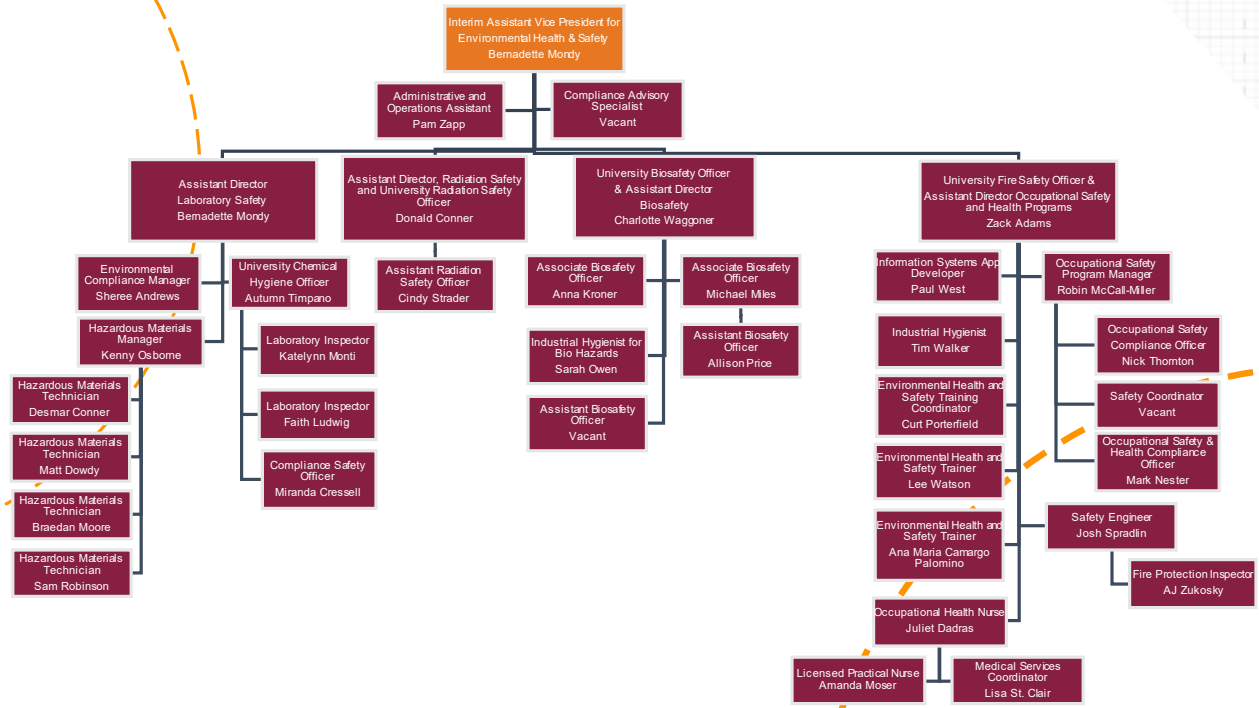 Interim Assistant Vice President for
Environmental Health & Safety
Bernadette Mondy
Administrative and
Operations Assistant
Pam Zapp
Compliance Advisory
Specialist
Vacant
Assistant Director
Laboratory Safety
Bernadette Mondy
Assistant Director, Radiation Safety
and University Radiation Safety
Officer
Donald Conner
University Biosafety Officer
& Assistant Director
Biosafety
Charlotte Waggoner
University Fire Safety Officer &
Assistant Director Occupational Safety
and Health Programs
Zack Adams
Environmental
Compliance Manager
Sheree Andrews
University Chemical
Hygiene Officer
Autumn Timpano
Hazardous Materials
Manager
Kenny Osborne
Laboratory Inspector
Katelynn Monti
Laboratory Inspector
Faith Ludwig
Compliance Safety
Officer
Miranda Cressell
Hazardous Materials
Technician
Desmar Conner
Hazardous Materials
Technician
Matt Dowdy
Hazardous Materials
Technician
Braedan Moore
Hazardous Materials
Technician
Sam Robinson
Assistant Radiation
Safety Officer
Cindy Strader
Associate Biosafety
Officer
Anna Kroner
Associate Biosafety
Officer
Michael Miles
Industrial Hygienist for
Bio Hazards
Sarah Owen
Assistant Biosafety
Officer
Allison Price
Assistant Biosafety
Officer
Vacant
Information Systems App
Developer
Paul West
Occupational Safety
Program Manager
Robin McCall-Miller
Industrial Hygienist
Tim Walker
Occupational Safety
Compliance Officer
Nick Thornton
Environmental Health and
Safety Training
Coordinator
Curt Porterfield
Safety Coordinator
Vacant
Occupational Safety &
Health Compliance
Officer
Mark Nester
Environmental Health and
Safety Trainer
Lee Watson
Environmental Health and
Safety Trainer
Ana Maria Camargo
Palomino
Safety Engineer
Josh Spradlin
Fire Protection Inspector
AJ Zukosky
Occupational Health Nurse
Juliet Dadras
Licensed Practical Nurse
Amanda Moser
Medical Services
Coordinator
Lisa St. Clair